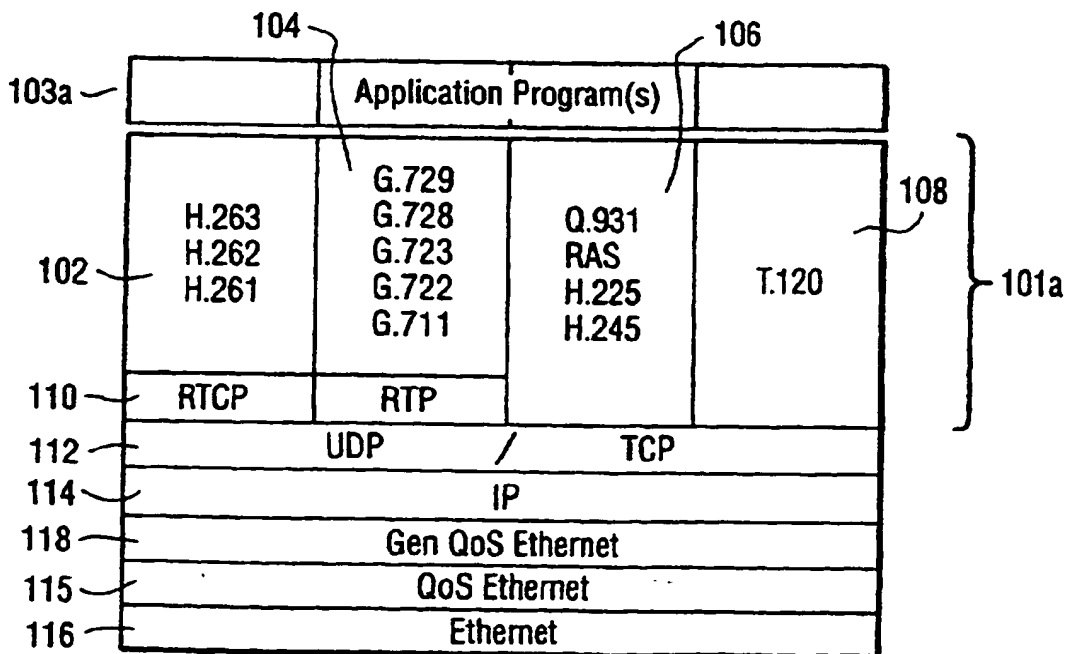 104
106
103a
Application Program(s)
102
H.263
H.262
H.261
G.729
G.728
G.723
G.722
G.711
Q.931
RAS
H.225
H.245
108
T.120
101a
110
RTCP
RTP
112
UDP / TCP
114
IP
118
Gen QoS Ethernet
115
QoS Ethernet
116
Ethernet